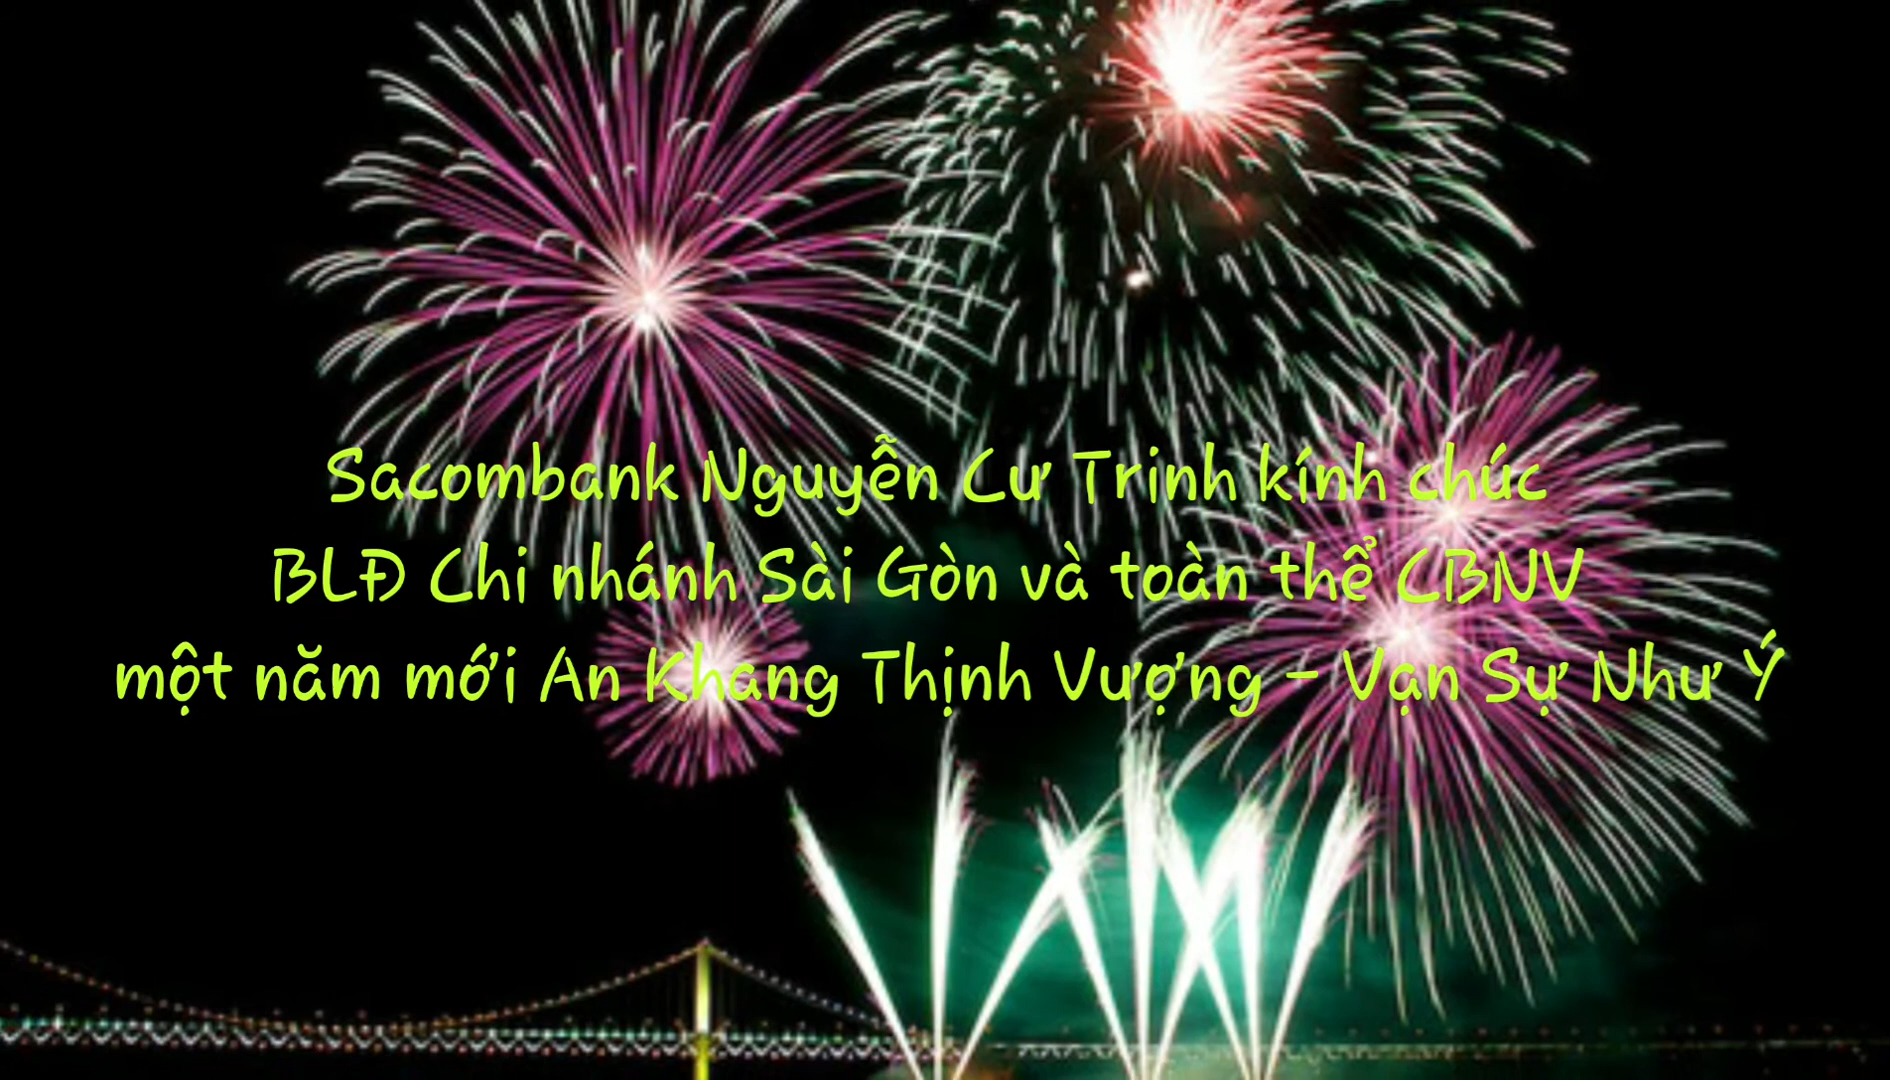 Sacombank Nguyễn Cư Trinh kính chúc
BLĐ Chi nhánh Sài Gòn và toàn thể CBNV
một năm mới An Khang Thịnh Vượng - Vạn Sự Như Ý